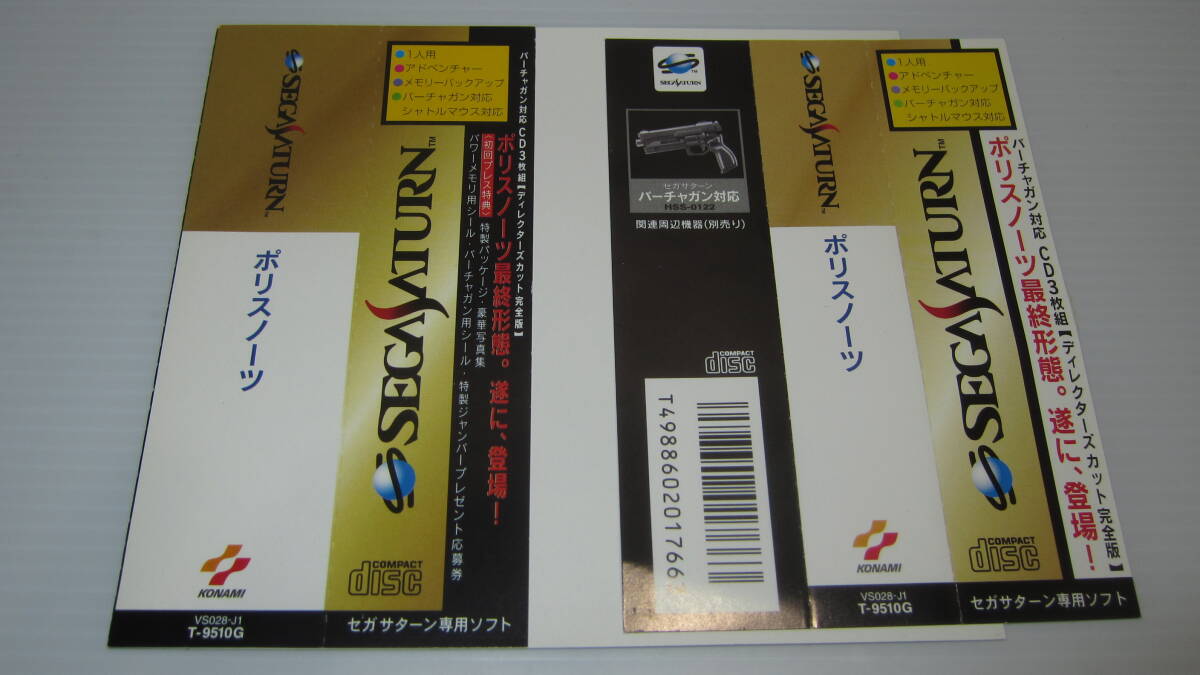 SEGA SATURN™
ポリスノーツ
KONAMI
VS028-J1
T-9510G
●1人用
●アドベンチャー
●メモリーバックアップ
●バーチャガン対応
シャトルマウス対応
SEGA SATURN™
COMPACT
disc
セガサターン専用ソフト
バーチャガン対応 CD3枚組【ディレクターズカット完全版】
ポリスノーツ最終形態。遂に、登場!
《初回プレス特典》特製パッケージ・豪華写真集
パワーメモリ用シール・バーチャガン用シール・特製ジャンパープレゼント応募券
SEGA SATURN
セガサターン
バーチャガン対応
HSS-0122
関連周辺機器(別売り)
COMPACT
disc
T498860201766
SEGA SATURN™
ポリスノーツ
KONAMI
VS028-J1
T-9510G
●1人用
●アドベンチャー
●メモリーバックアップ
●バーチャガン対応
シャトルマウス対応
SEGA SATURN™
COMPACT
disc
セガサターン専用ソフト
バーチャガン対応 CD3枚組【ディレクターズカット完全版】
ポリスノーツ最終形態。遂に、登場!